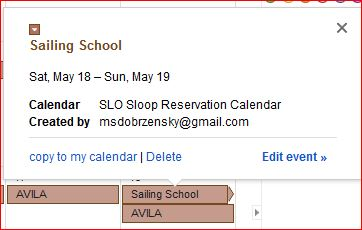 Sailing School
Sat, May 18 – Sun, May 19
Calendar SLO Sloop Reservation Calendar
Created by msdobrzensky@gmail.com
copy to my calendar | Delete Edit event »
AVILA Sailing School
AVILA